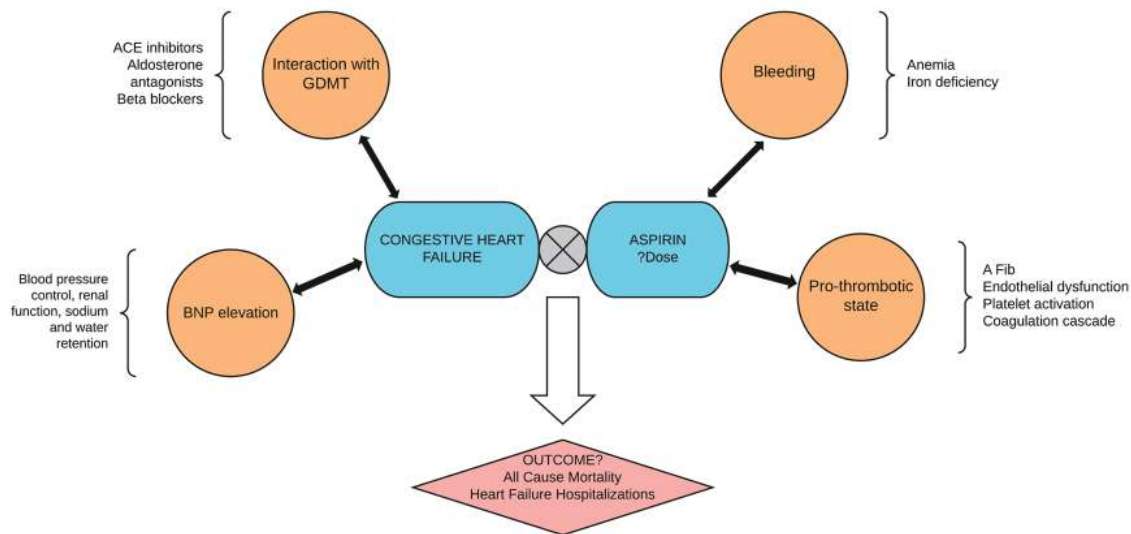 ACE inhibitors
Aldosterone
antagonists
Beta blockers
Interaction with
GDMT
Bleeding
Anemia
Iron deficiency
CONGESTIVE HEART
FAILURE
ASPIRIN
?Dose
Blood pressure
control, renal
function, sodium
and water
retention
BNP elevation
Pro-thrombotic
state
A Fib
Endothelial dysfunction
Platelet activation
Coagulation cascade
OUTCOME?
All Cause Mortality
Heart Failure Hospitalizations